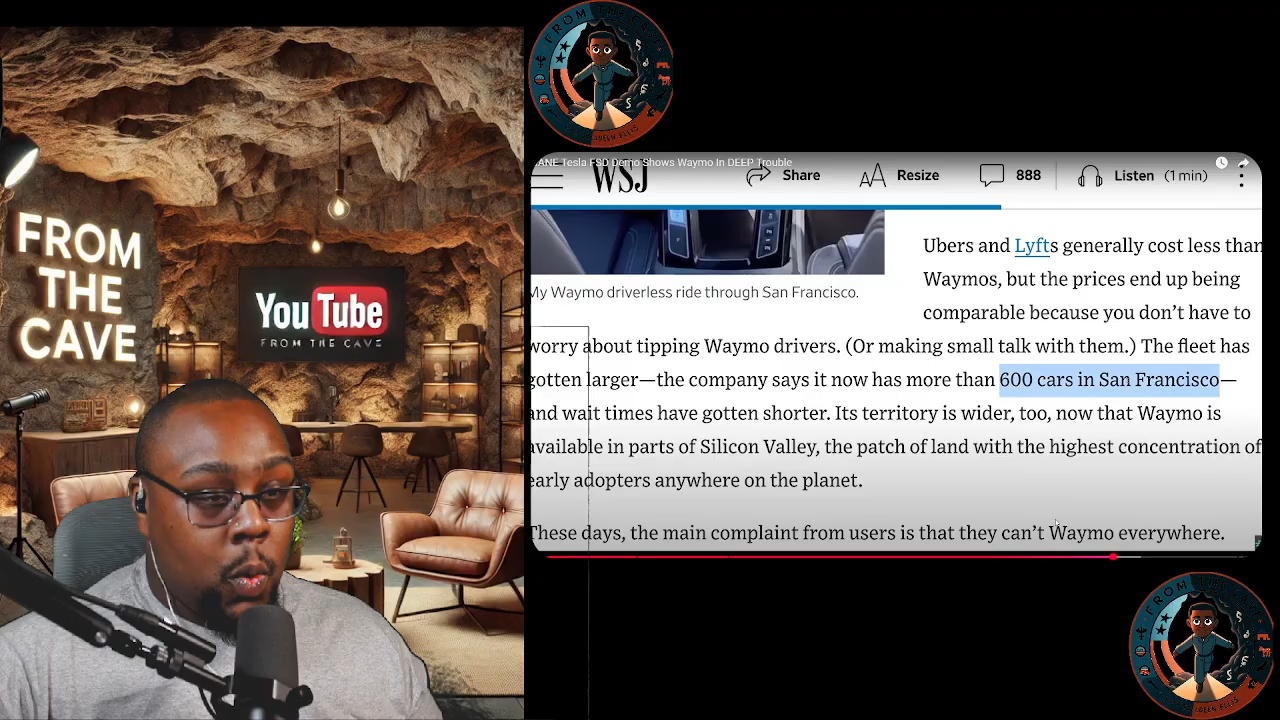 FROM
THE
CAVE
YouTube
FROM THE CAVE
FROM THE CAVE
Tesla FSD Demo Shows Waymo In DEEP Trouble
WSJ
Share
Resize
888
Listen (1 min)
Ubers and Lyfts generally cost less than
My Waymo driverless ride through San Francisco.
Waymos, but the prices end up being
comparable because you don’t have to
worry about tipping Waymo drivers. (Or making small talk with them.) The fleet has
gotten larger—the company says it now has more than 600 cars in San Francisco—
and wait times have gotten shorter. Its territory is wider, too, now that Waymo is
available in parts of Silicon Valley, the patch of land with the highest concentration of
early adopters anywhere on the planet.
These days, the main complaint from users is that they can’t Waymo everywhere.